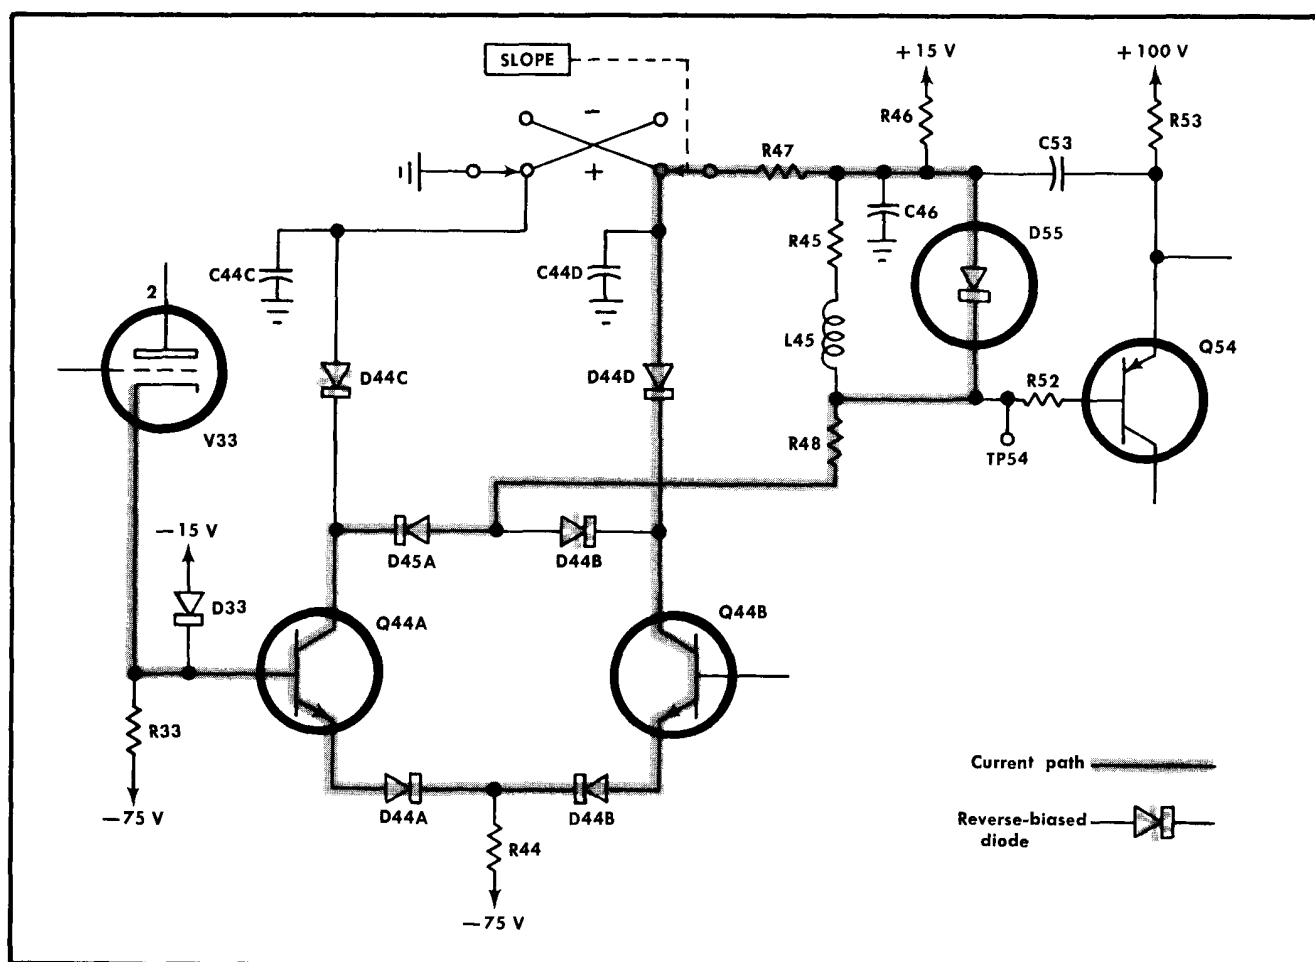 SLOPE
+15 V
+100 V
R46
R53
−
R47
C53
+
C46
D55
R45
C44C
C44D
2
L45
Q54
D44C
D44D
R52
V33
R48
TP54
−15 V
D45A
D44B
D33
Q44A
Q44B
R33
Current path
−75 V
D44A
D44B
Reverse-biased
diode
R44
−75 V